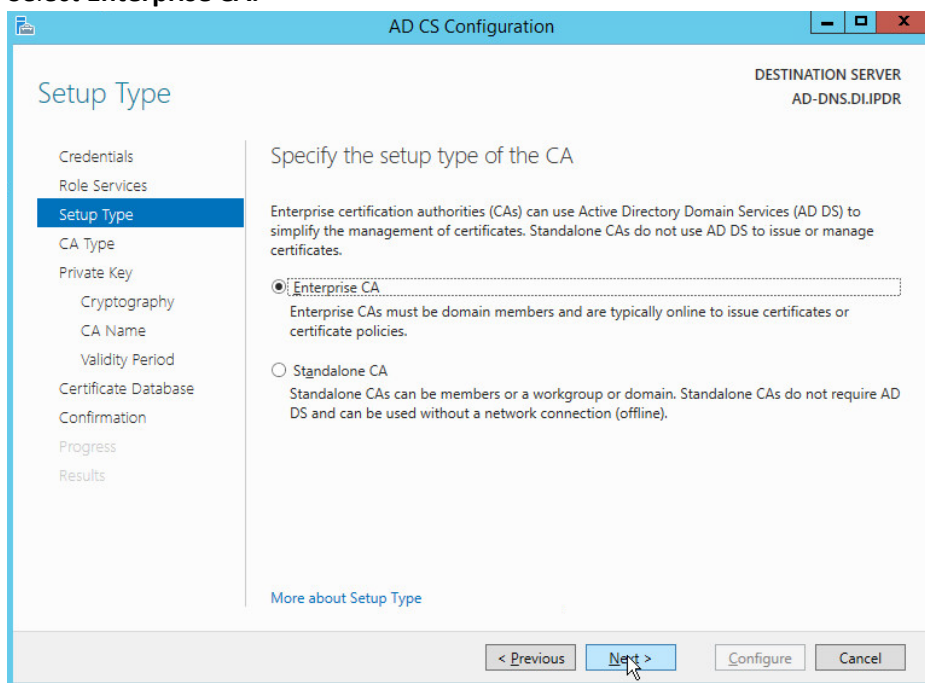 Select Enterprise CA.
AD CS Configuration
DESTINATION SERVER
AD-DNS.DI.IPDR
Setup Type
Credentials
Role Services
Setup Type
CA Type
Private Key
Cryptography
CA Name
Validity Period
Certificate Database
Confirmation
Progress
Results
Specify the setup type of the CA
Enterprise certification authorities (CAs) can use Active Directory Domain Services (AD DS) to
simplify the management of certificates. Standalone CAs do not use AD DS to issue or manage
certificates.
Enterprise CA
Enterprise CAs must be domain members and are typically online to issue certificates or
certificate policies.
Standalone CA
Standalone CAs can be members or a workgroup or domain. Standalone CAs do not require AD
DS and can be used without a network connection (offline).
More about Setup Type
< Previous Next > Configure Cancel